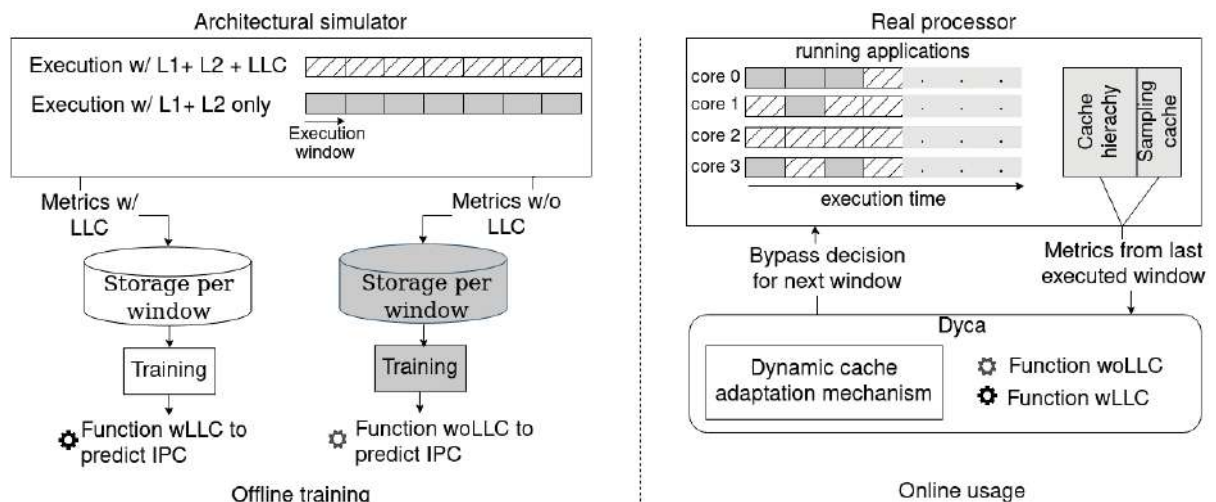 Architectural simulator
Execution w/ L1+ L2 + LLC
Execution w/ L1+ L2 only
Execution
window
Metrics w/
LLC
Metrics w/o
LLC
Storage per
window
Storage per
window
Training
Training
Function wLLC to
predict IPC
Function woLLC to
predict IPC
Offline training
Real processor
running applications
core 0
core 1
core 2
core 3
execution time
Cache
hierachy
Sampling
cache
Bypass decision
for next window
Metrics from last
executed window
Dyca
Dynamic cache
adaptation mechanism
Function woLLC
Function wLLC
Online usage